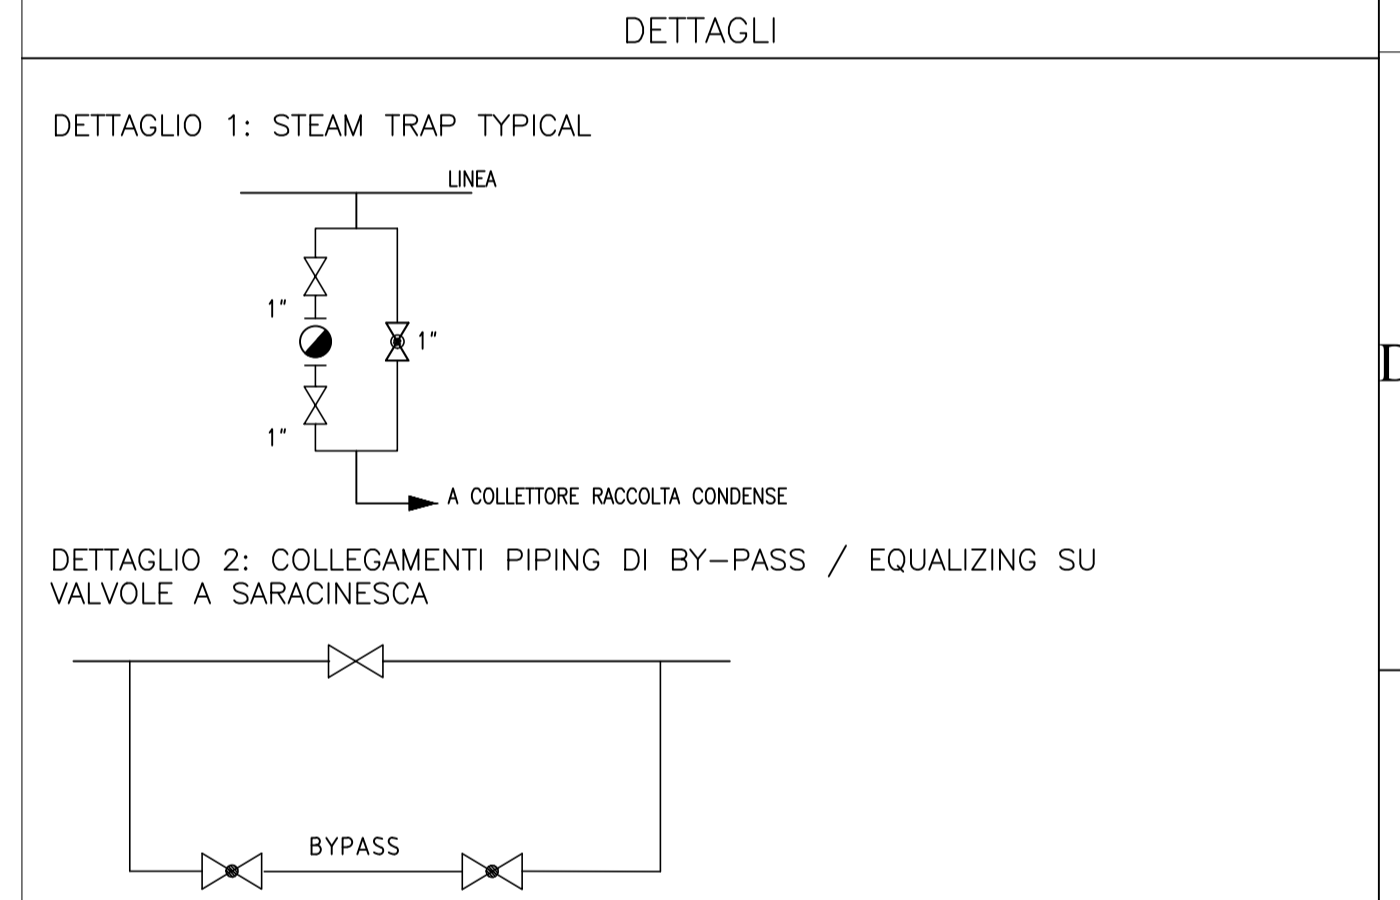 DETTAGLI
DETTAGLIO 1: STEAM TRAP TYPICAL
LINEA
1"
1"
1"
A COLLETTORE RACCOLTA CONDENSE
DETTAGLIO 2: COLLEGAMENTI PIPING DI BY-PASS / EQUALIZING SU
VALVOLE A SARACINESCA
BYPASS